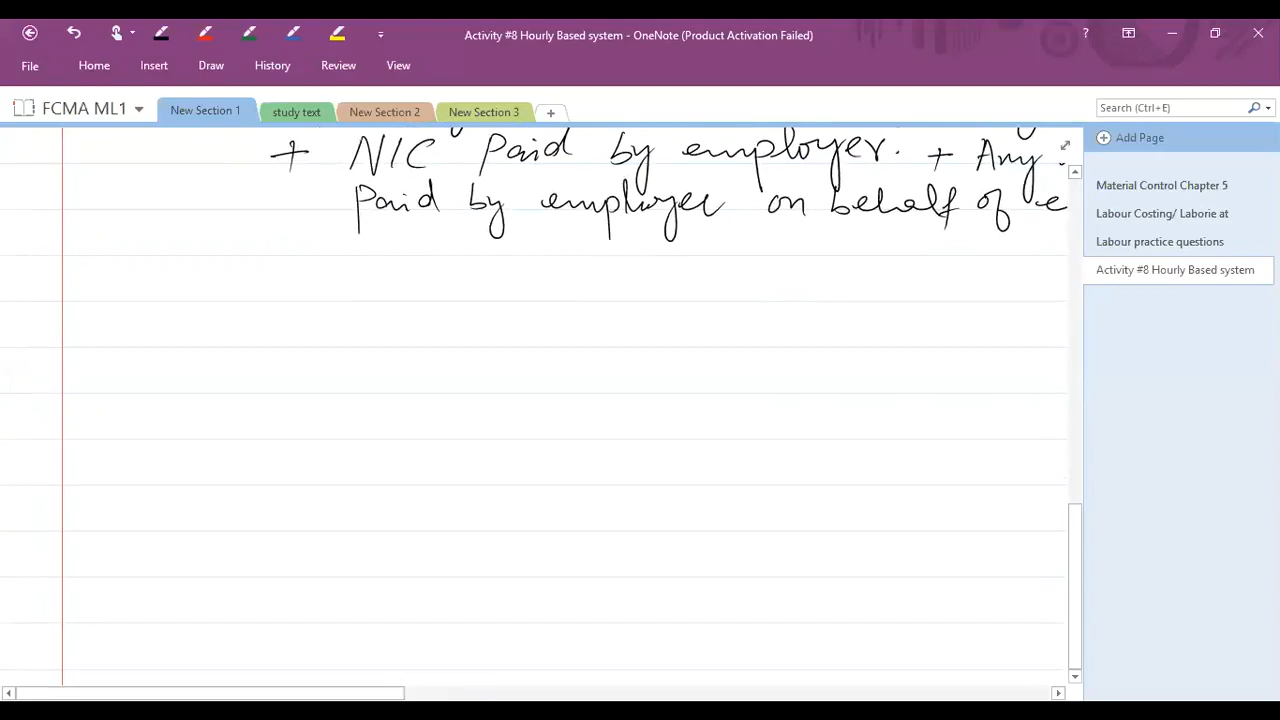 Activity #8 Hourly Based system - OneNote (Product Activation Failed)
?
File Home Insert Draw History Review View
FCMA ML1 New Section 1 study text New Section 2 New Section 3
Search (Ctrl+E)
Add Page
+ NIC Paid by employer. + Any
Paid by employer on behalf of e
Material Control Chapter 5
Labour Costing/ Laborie at
Labour practice questions
Activity #8 Hourly Based system